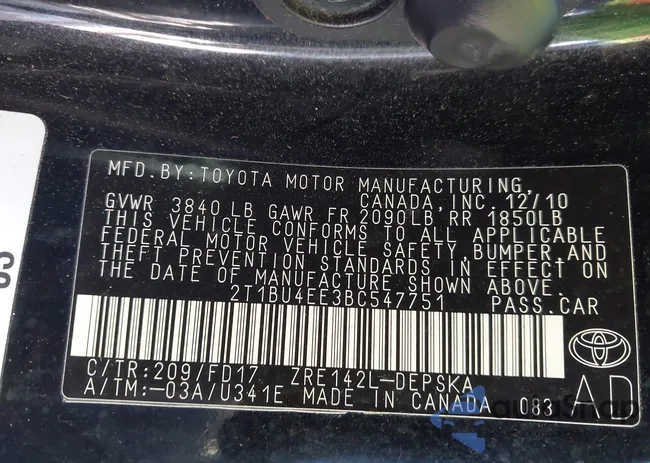 MFD.BY:TOYOTA MOTOR MANUFACTURING,
CANADA, INC. 12/10
GVWR 3840 LB GAWR FR 2090LB, RR 1850LB
THIS VEHICLE CONFORMS TO ALL APPLICABLE
FEDERAL MOTOR VEHICLE SAFETY, BUMPER, AND
THEFT PREVENTION STANDARDS IN EFFECT ON
THE DATE OF MANUFACTURE SHOWN ABOVE.
2T1BU4EE3BC547751 PASS.CAR
C/TR:209/FD17 ZRE142L-DEPSKA
A/TM:-03A/U341E MADE IN CANADA 083
AD